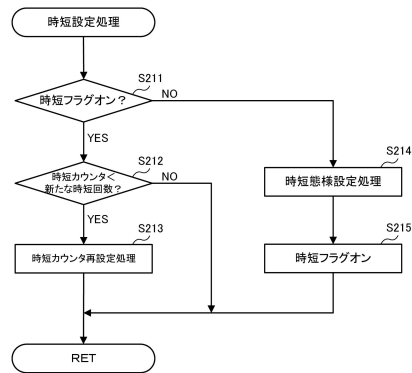 時短設定処理
S211
時短フラグオン？
NO
YES
S212
時短カウンタ<
新たな時短回数？
NO
S214
時短態様設定処理
YES
S213
時短カウンタ再設定処理
S215
時短フラグオン
RET